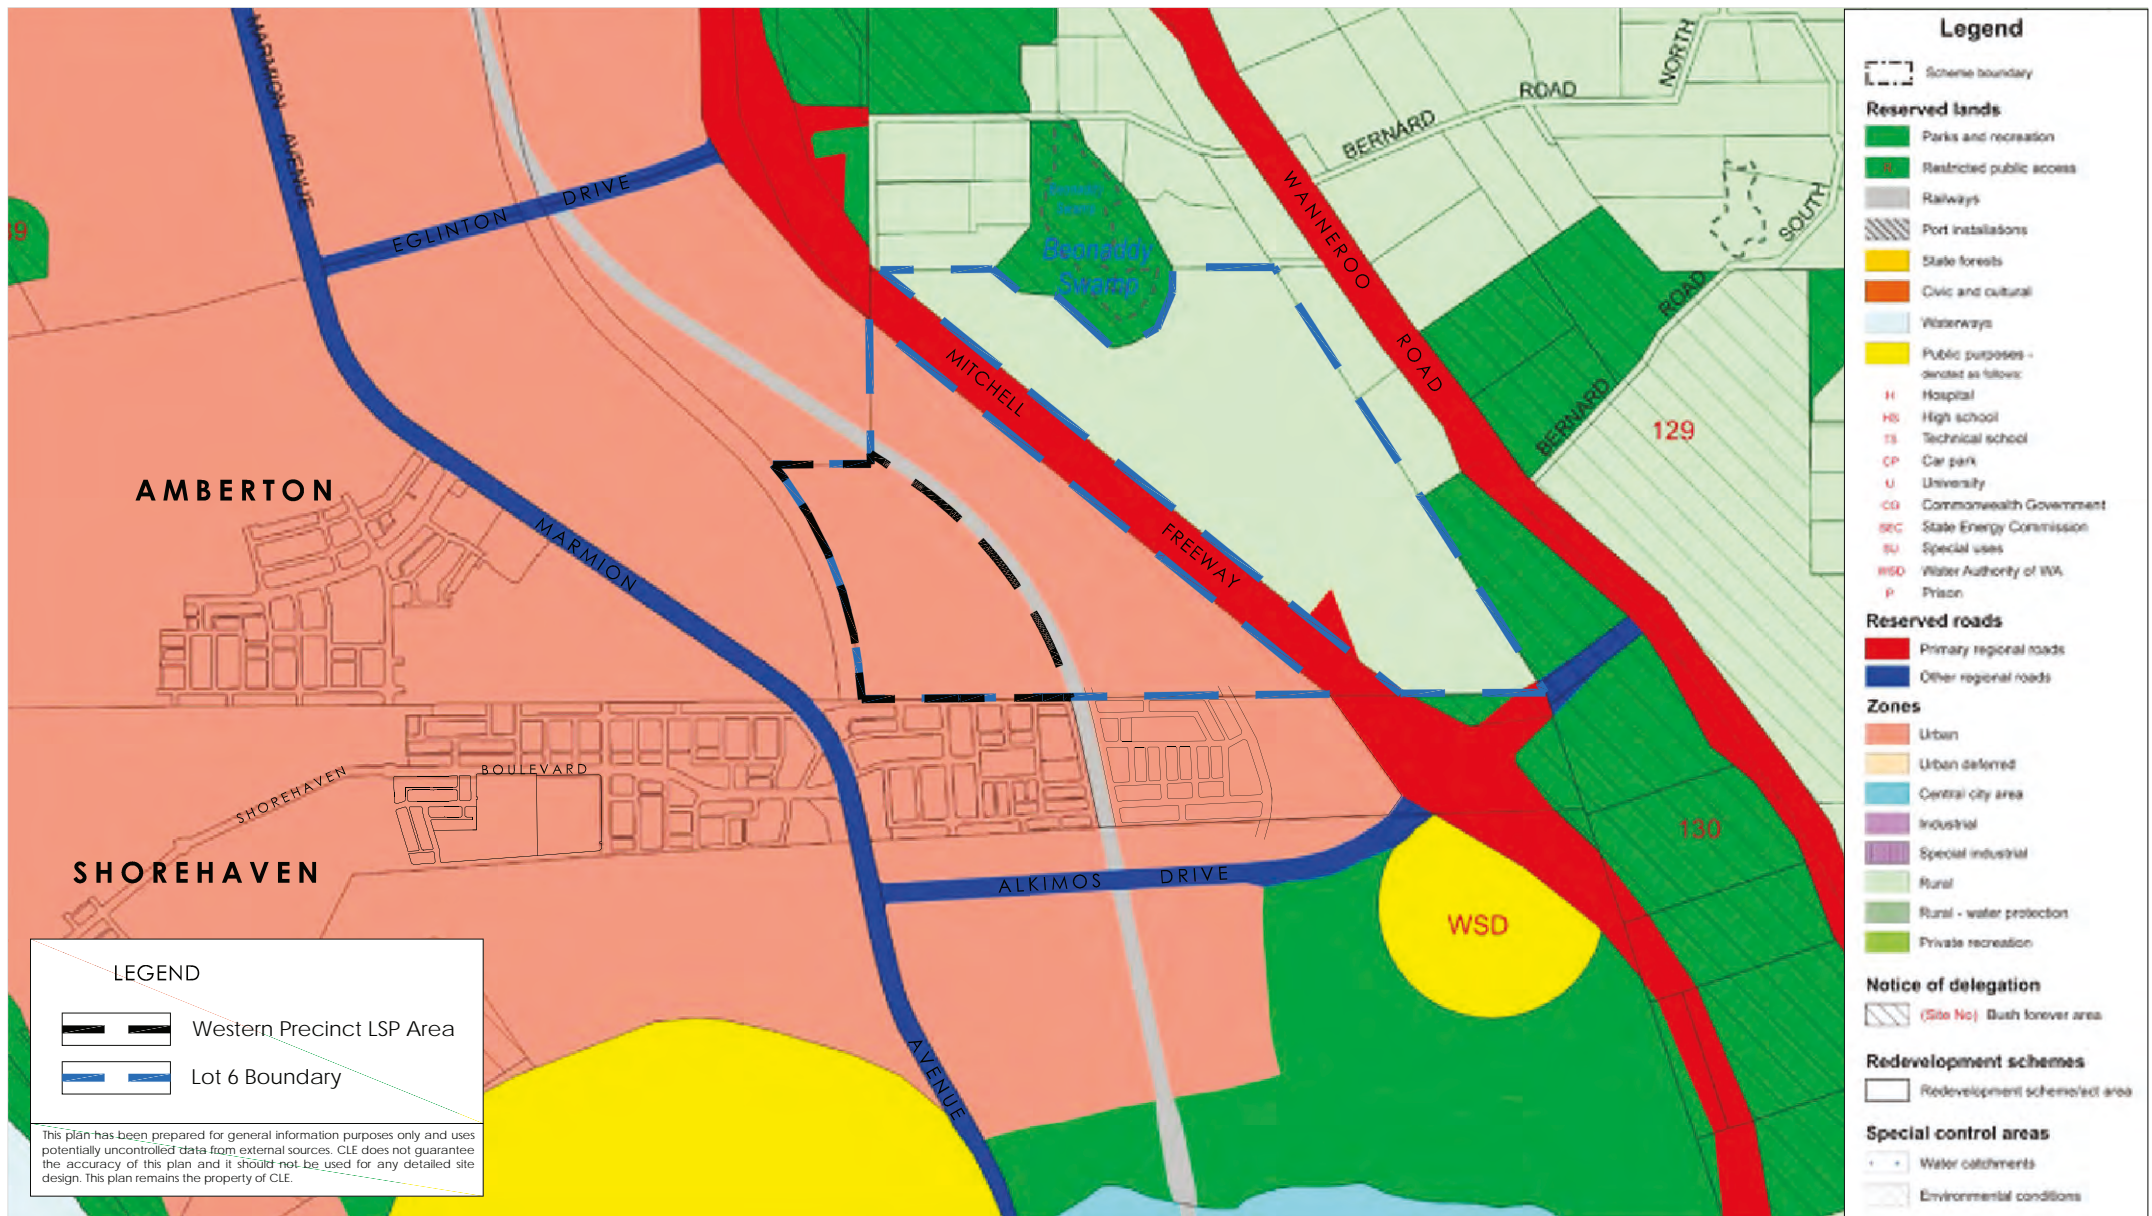 MARMION
AVENUE
EGLINTON DRIVE
NORTH
ROAD
BERNARD
WANNEROO
ROAD
SOUTH
ROAD
BERNARD
129
39
Beonaddy
Swamp
MITCHELL
FREEWAY
AMBERTON
MARMION
BOULEVARD
SHOREHAVEN
SHOREHAVEN
130
ALKIMOS DRIVE
WSD
AVENUE
LEGEND
Western Precinct LSP Area
Lot 6 Boundary
This plan has been prepared for general information purposes only and uses
potentially uncontrolled data from external sources. CLE does not guarantee
the accuracy of this plan and it should not be used for any detailed site
design. This plan remains the property of CLE.
Legend
Scheme boundary
Reserved lands
Parks and recreation
R Restricted public access
Railways
Port installations
State forests
Civic and cultural
Waterways
Public purposes -
denoted as follows:
H Hospital
HS High school
TS Technical school
CP Car park
U University
CG Commonwealth Government
SEC State Energy Commission
SU Special uses
WSD Water Authority of WA
P Prison
Reserved roads
Primary regional roads
Other regional roads
Zones
Urban
Urban deferred
Central city area
Industrial
Special industrial
Rural
Rural - water protection
Private recreation
Notice of delegation
(Site No) Bush forever area
Redevelopment schemes
Redevelopment scheme/act area
Special control areas
Water catchments
Environmental conditions